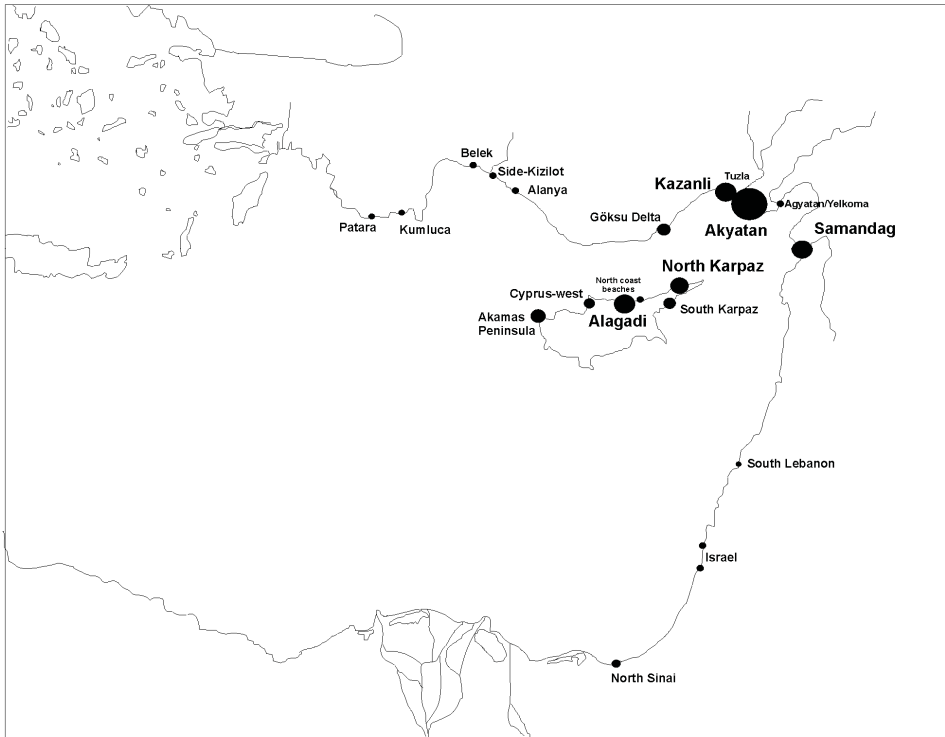 Belek
Side-Kizilot
Alanya
Patara
Kumluca
Göksu Delta
Kazanli
Tuzla
Akyatan
Agyatan/Yelkoma
Samandag
North Karpaz
North coast
beaches
Cyprus-west
Alagadi
South Karpaz
Akamas
Peninsula
South Lebanon
Israel
North Sinai